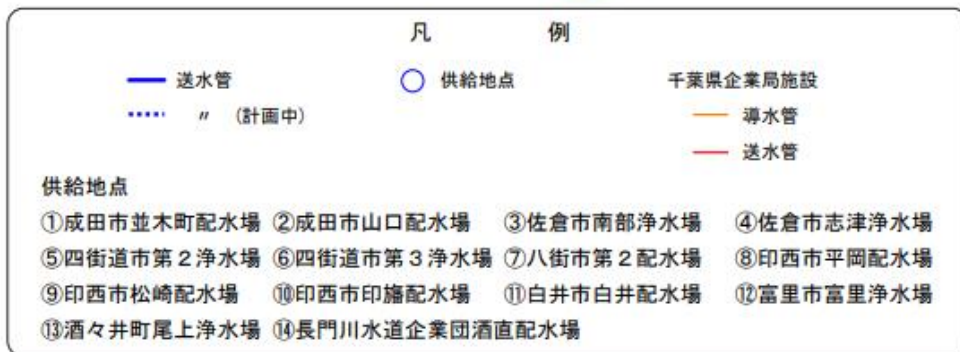 凡 例
送水管 供給地点 千葉県企業局施設
〃 (計画中) 導水管
送水管
供給地点
①成田市並木町配水場 ②成田市山口配水場 ③佐倉市南部浄水場 ④佐倉市志津浄水場
⑤四街道市第２浄水場 ⑥四街道市第３浄水場 ⑦八街市第２配水場 ⑧印西市平岡配水場
⑨印西市松崎配水場 ⑩印西市印旛配水場 ⑪白井市白井配水場 ⑫富里市富里浄水場
⑬酒々井町尾上浄水場 ⑭長門川水道企業団酒直配水場